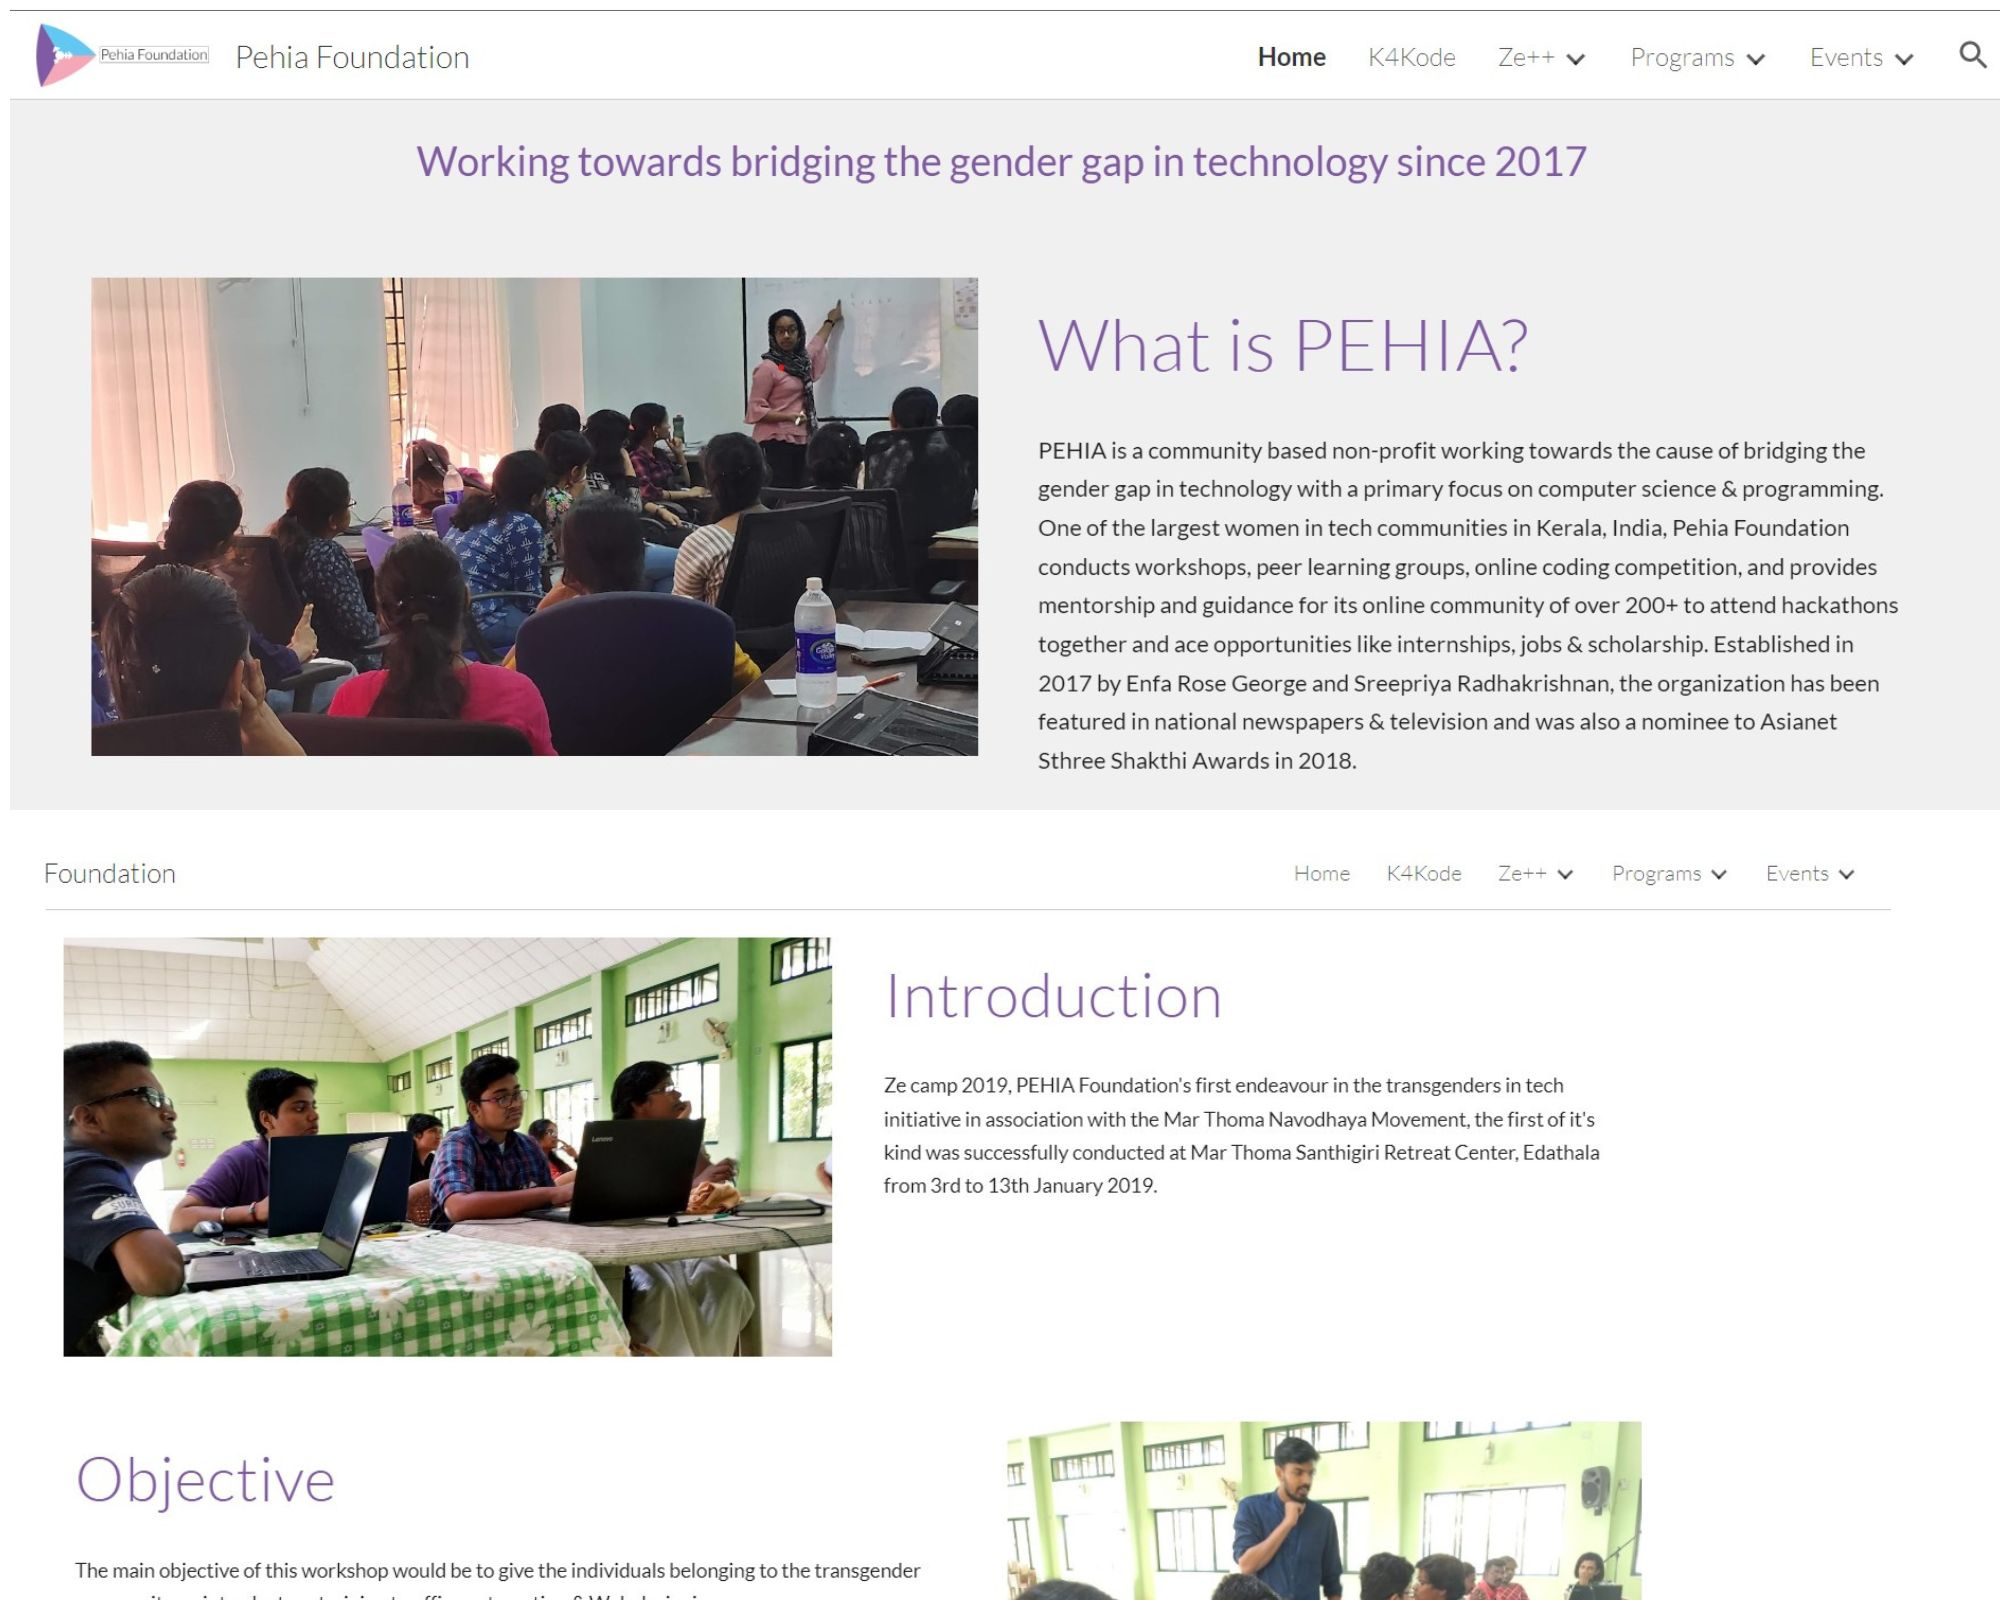 Pehia Foundation
Pehia Foundation
Home K4Kode Ze++ Programs Events
Working towards bridging the gender gap in technology since 2017
What is PEHIA?
PEHIA is a community based non-profit working towards the cause of bridging the
gender gap in technology with a primary focus on computer science & programming.
One of the largest women in tech communities in Kerala, India, Pehia Foundation
conducts workshops, peer learning groups, online coding competition, and provides
mentorship and guidance for its online community of over 200+ to attend hackathons
together and ace opportunities like internships, jobs & scholarship. Established in
2017 by Enfa Rose George and Sreepriya Radhakrishnan, the organization has been
featured in national newspapers & television and was also a nominee to Asianet
Sthree Shakthi Awards in 2018.
Foundation
Home K4Kode Ze++ Programs Events
Introduction
Ze camp 2019, PEHIA Foundation's first endeavour in the transgenders in tech
initiative in association with the Mar Thoma Navodhaya Movement, the first of it's
kind was successfully conducted at Mar Thoma Santhigiri Retreat Center, Edathala
from 3rd to 13th January 2019.
Lenovo
Objective
The main objective of this workshop would be to give the individuals belonging to the transgender